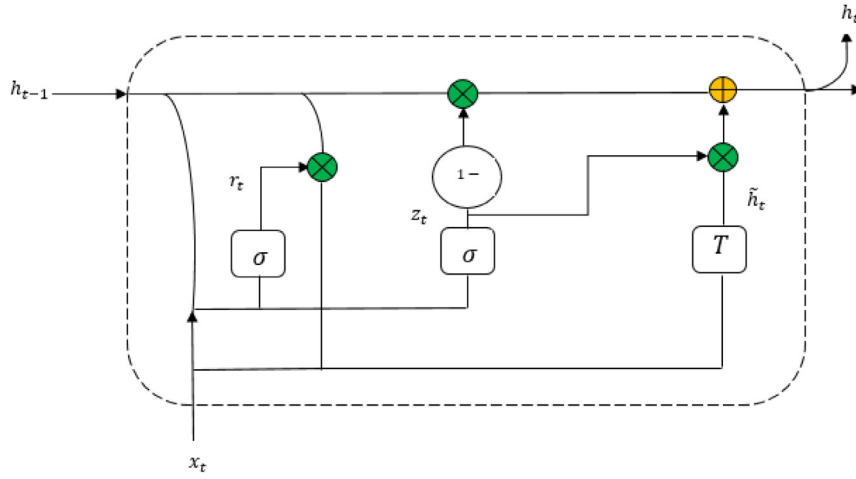 h_t
h_{t-1}
1 −
r_t
z_t
h̃_t
σ
σ
T
x_t